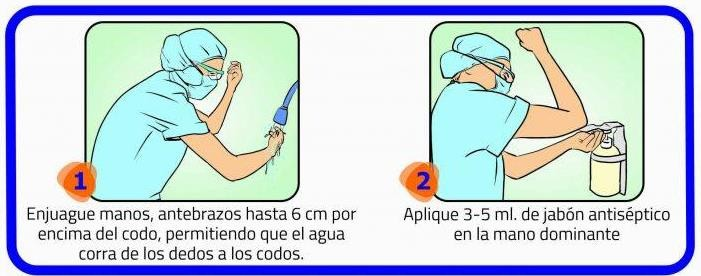 1
Enjuague manos, antebrazos hasta 6 cm por
encima del codo, permitiendo que el agua
corra de los dedos a los codos.
2
Aplique 3-5 ml. de jabón antiséptico
en la mano dominante